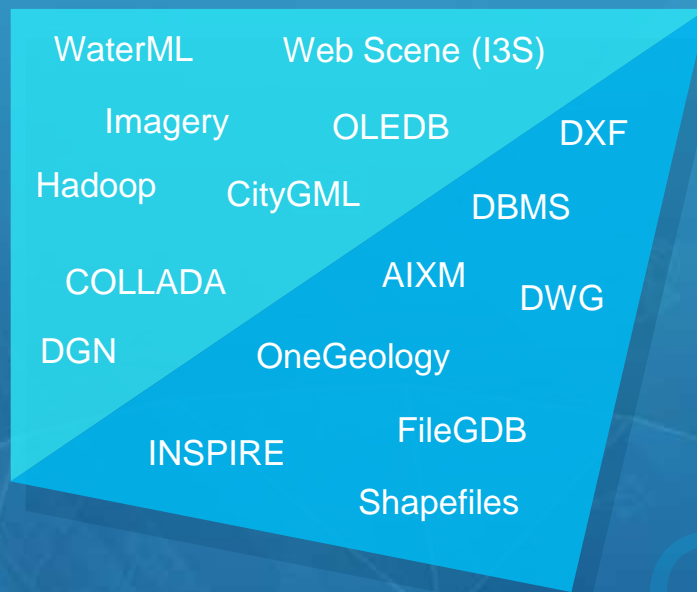 WaterML
Web Scene (I3S)
Imagery
OLEDB
DXF
Hadoop
CityGML
DBMS
COLLADA
AIXM
DWG
DGN
OneGeology
FileGDB
INSPIRE
Shapefiles